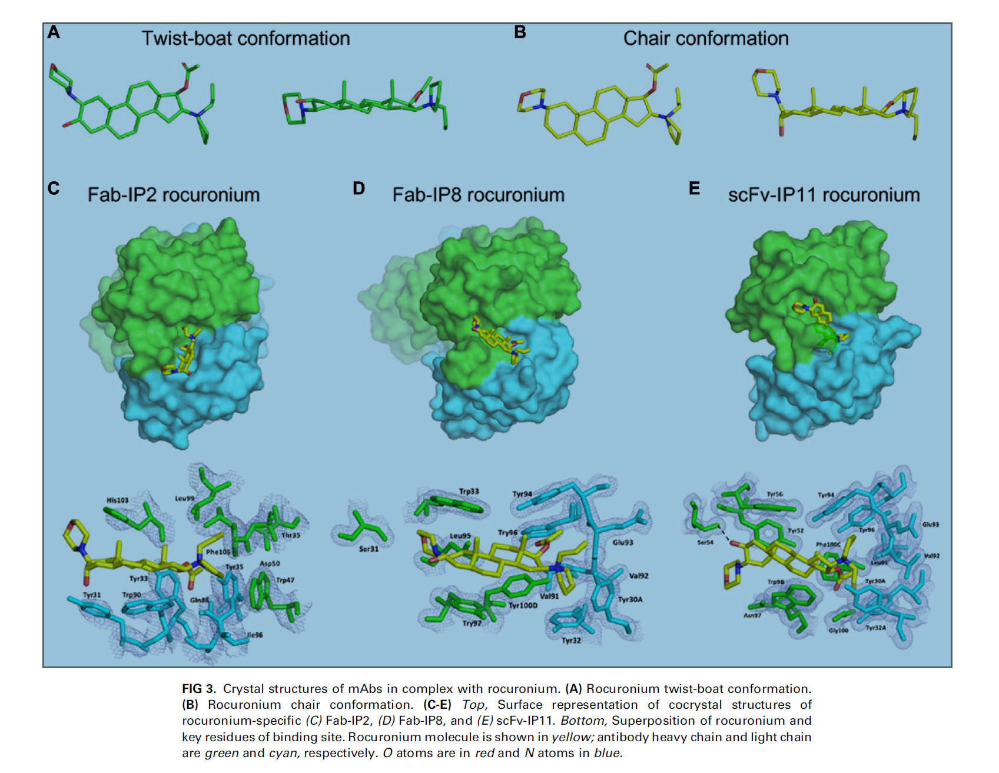 A
Twist-boat conformation
B
Chair conformation
C
Fab-IP2 rocuronium
D
Fab-IP8 rocuronium
E
scFv-IP11 rocuronium
His103
Leu99
Thr35
Phe105
Tyr33
Tyr35
Asp50
Trp47
Tyr31
Trp90
Gln88
Ile96
Ser31
Trp33
Tyr94
Leu95
Try96
Glu93
Val92
Val91
Tyr100D
Tyr30A
Try97
Tyr32
Tyr56
Tyr94
Glu93
Ser54
Tyr52
Tyr96
Phe100C
Leu91
Val92
Trp98
Tyr30A
Asn97
Gly100
Tyr32A
FIG 3. Crystal structures of mAbs in complex with rocuronium. (A) Rocuronium twist-boat conformation.
(B) Rocuronium chair conformation. (C-E) Top, Surface representation of cocrystal structures of
rocuronium-specific (C) Fab-IP2, (D) Fab-IP8, and (E) scFv-IP11. Bottom, Superposition of rocuronium and
key residues of binding site. Rocuronium molecule is shown in yellow; antibody heavy chain and light chain
are green and cyan, respectively. O atoms are in red and N atoms in blue.